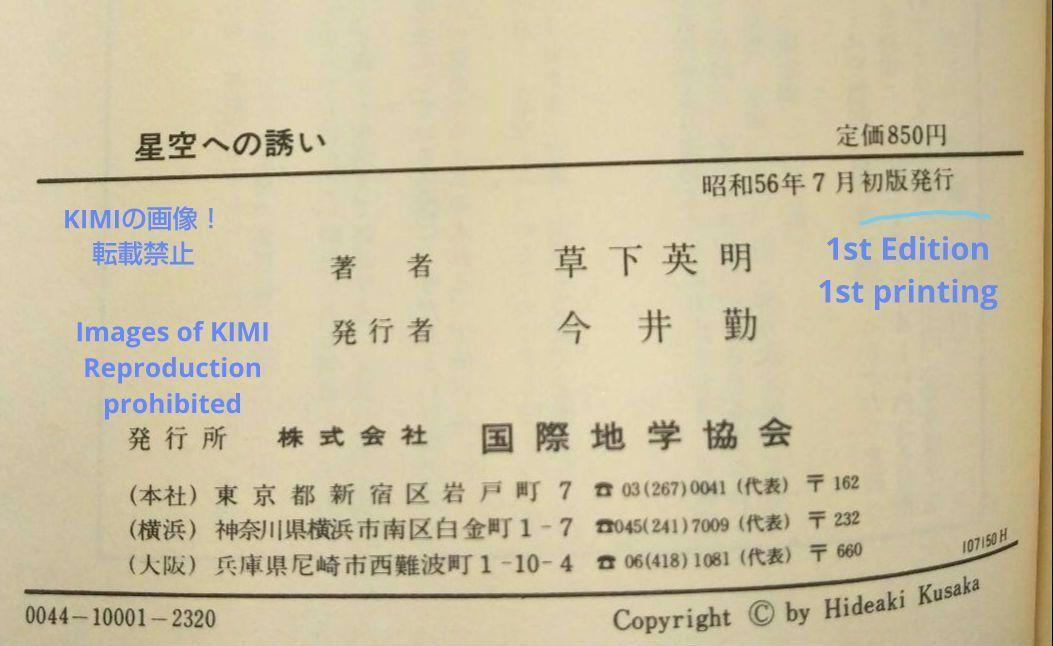 星空への誘い
定価850円
昭和56年7月初版発行
KIMIの画像！
転載禁止
1st Edition
1st printing
著者 草下英明
発行者 今井勤
Images of KIMI
Reproduction
prohibited
発行所 株式会社 国際地学協会
(本社) 東京都新宿区岩戸町7 ☎ 03(267)0041 (代表) 〒162
(横浜) 神奈川県横浜市南区白金町1-7 ☎045(241)7009 (代表) 〒232
(大阪) 兵庫県尼崎市西難波町1-10-4 ☎ 06(418)1081 (代表) 〒660
107150H
0044-10001-2320
Copyright © by Hideaki Kusaka